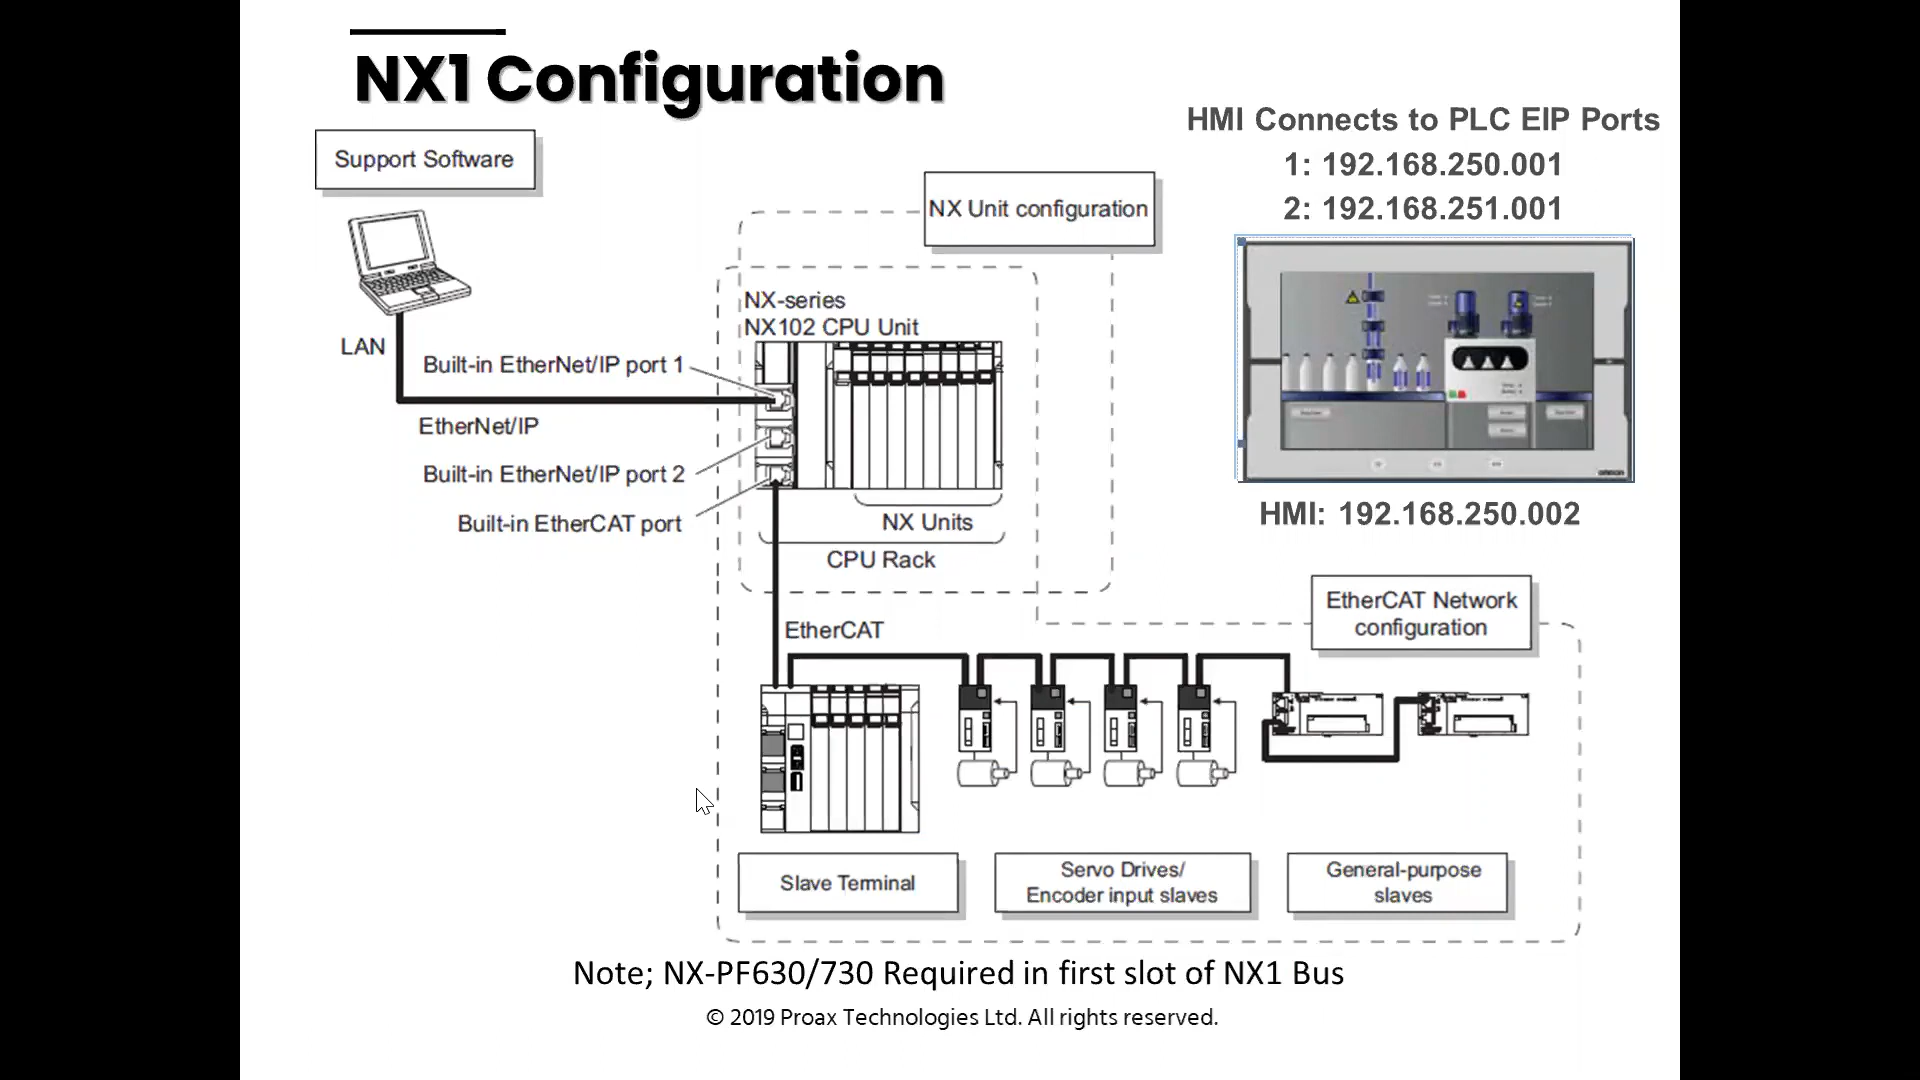 NX1 Configuration
HMI Connects to PLC EIP Ports
1: 192.168.250.001
2: 192.168.251.001
Support Software
NX Unit configuration
NX-series
NX102 CPU Unit
LAN
Built-in EtherNet/IP port 1
EtherNet/IP
Built-in EtherNet/IP port 2
Built-in EtherCAT port
NX Units
CPU Rack
HMI: 192.168.250.002
EtherCAT Network
configuration
EtherCAT
Slave Terminal
Servo Drives/
Encoder input slaves
General-purpose
slaves
Note; NX-PF630/730 Required in first slot of NX1 Bus
© 2019 Proax Technologies Ltd. All rights reserved.